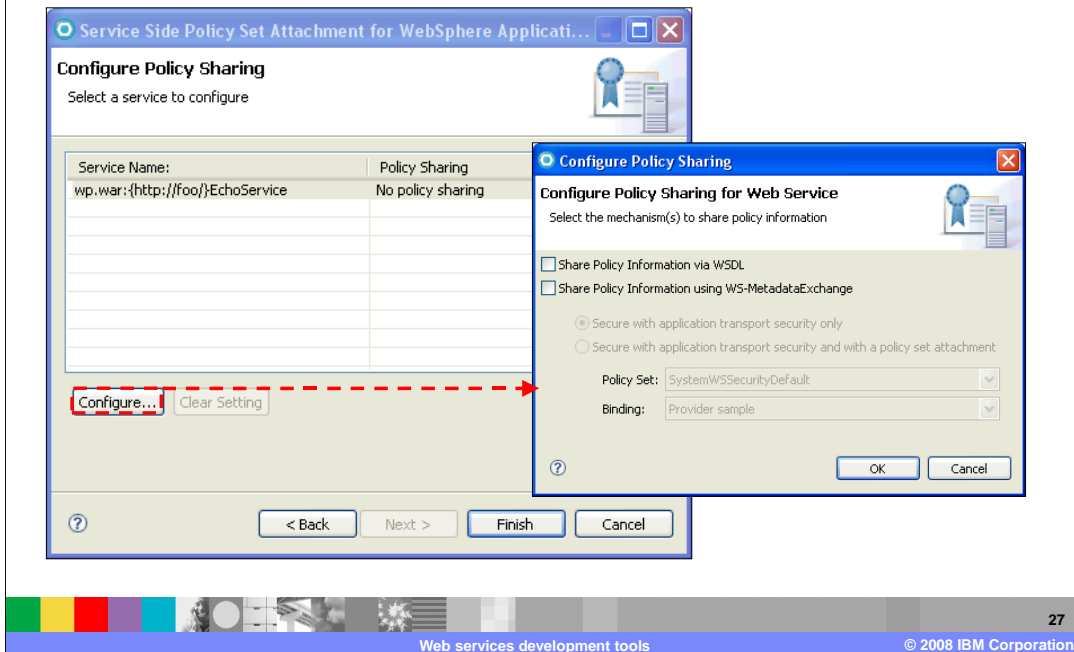 Service Side Policy Set Attachment for WebSphere Applicati...
Configure Policy Sharing
Select a service to configure
Service Name:
Policy Sharing
wp.war:{http://foo/}EchoService
No policy sharing
Configure...
Clear Setting
< Back
Next >
Finish
Cancel
Configure Policy Sharing
Configure Policy Sharing for Web Service
Select the mechanism(s) to share policy information
Share Policy Information via WSDL
Share Policy Information using WS-MetadataExchange
Secure with application transport security only
Secure with application transport security and with a policy set attachment
Policy Set:
SystemWSSecurityDefault
Binding:
Provider sample
OK
Cancel
27
Web services development tools
© 2008 IBM Corporation